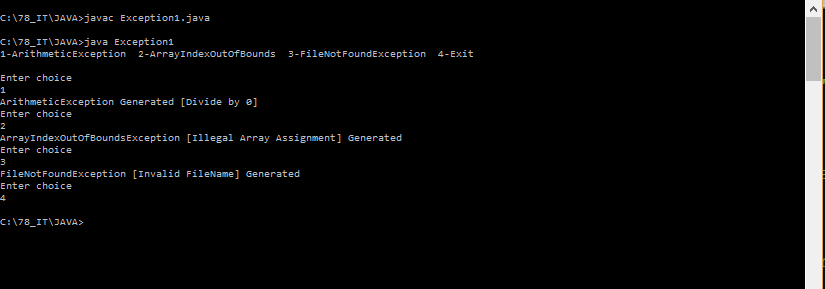 C:\78_IT\JAVA>javac Exception1.java
C:\78_IT\JAVA>java Exception1
1-ArithmeticException  2-ArrayIndexOutOfBounds  3-FileNotFoundException  4-Exit
Enter choice
1
ArithmeticException Generated [Divide by 0]
Enter choice
2
ArrayIndexOutOfBoundsException [Illegal Array Assignment] Generated
Enter choice
3
FileNotFoundException [Invalid FileName] Generated
Enter choice
4
C:\78_IT\JAVA>